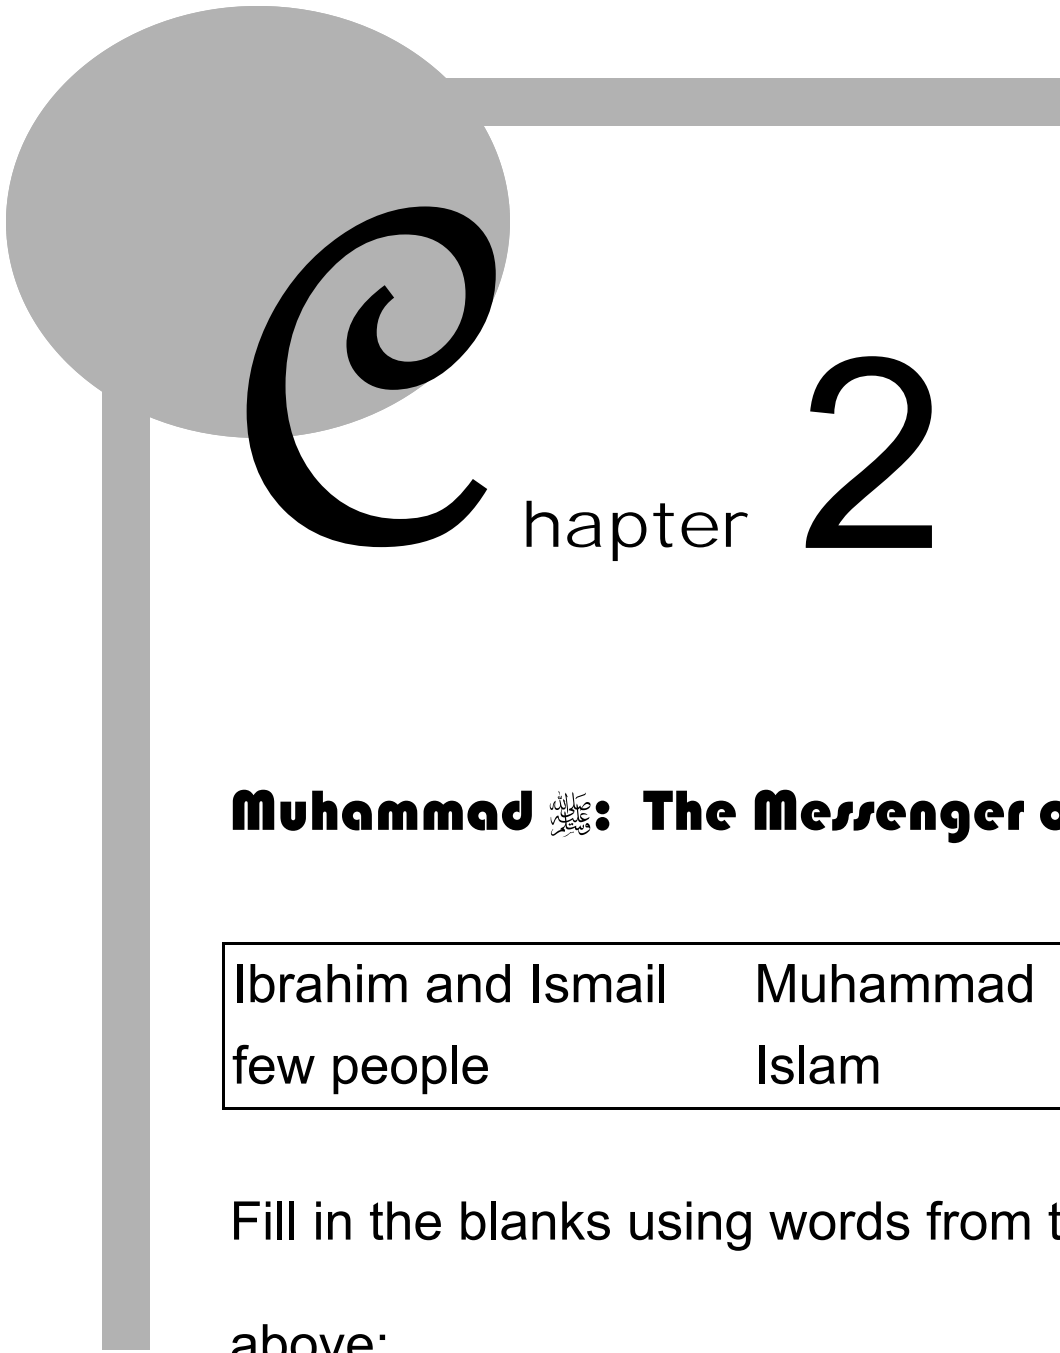 Chapter 2
Muhammad ﷺ: The Messenger o
Ibrahim and Ismail Muhammad
few people Islam
Fill in the blanks using words from t
above: